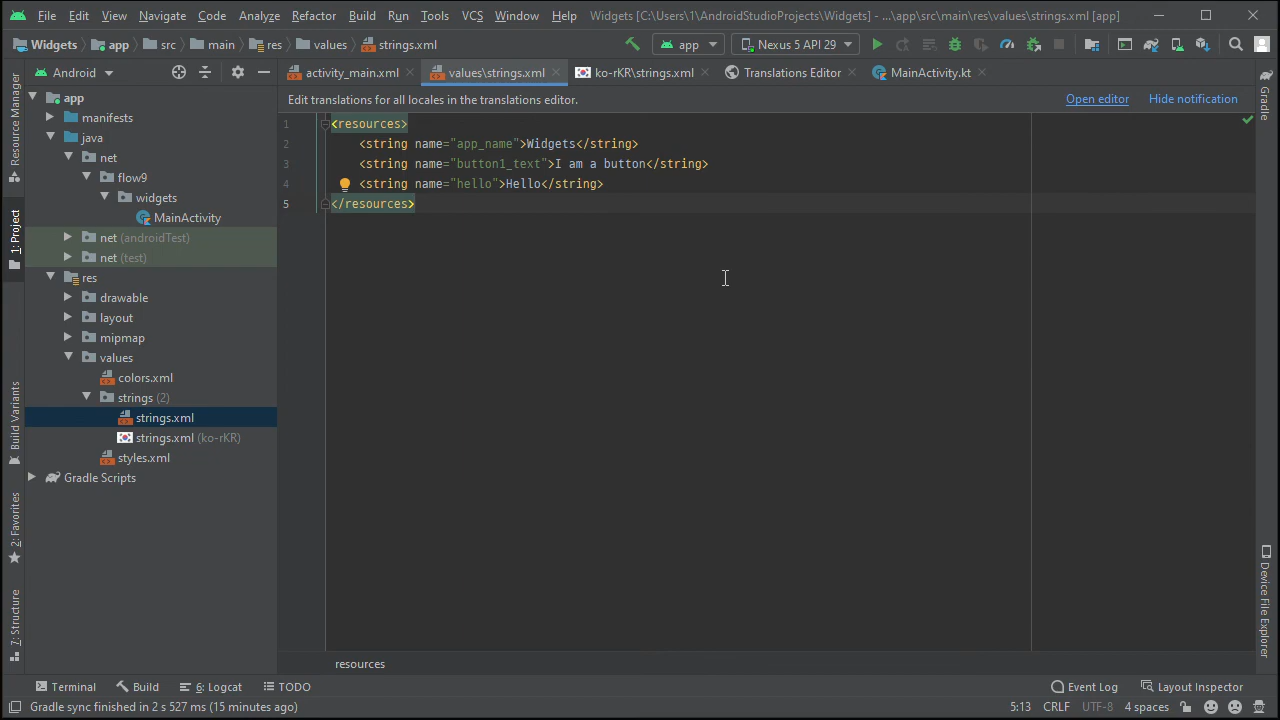 File Edit View Navigate Code Analyze Refactor Build Run Tools VCS Window Help Widgets [C:\Users\1\AndroidStudioProjects\Widgets] - ...\app\src\main\res\values\strings.xml [app]
Widgets app src main res values strings.xml app Nexus 5 API 29
Android activity_main.xml values\strings.xml ko-rKR\strings.xml Translations Editor MainActivity.kt
Edit translations for all locales in the translations editor. Open editor Hide notification
1 <resources>
2 <string name="app_name">Widgets</string>
3 <string name="button1_text">I am a button</string>
4 <string name="hello">Hello</string>
5 </resources>
app
manifests
java
net
flow9
widgets
MainActivity
net (androidTest)
net (test)
res
drawable
layout
mipmap
values
colors.xml
strings (2)
strings.xml
strings.xml (ko-rKR)
styles.xml
Gradle Scripts
Resource Manager
1: Project
Build Variants
2: Favorites
7: Structure
Gradle
Device File Explorer
resources
Terminal Build 6: Logcat TODO Event Log Layout Inspector
Gradle sync finished in 2 s 527 ms (15 minutes ago) 5:13 CRLF UTF-8 4 spaces